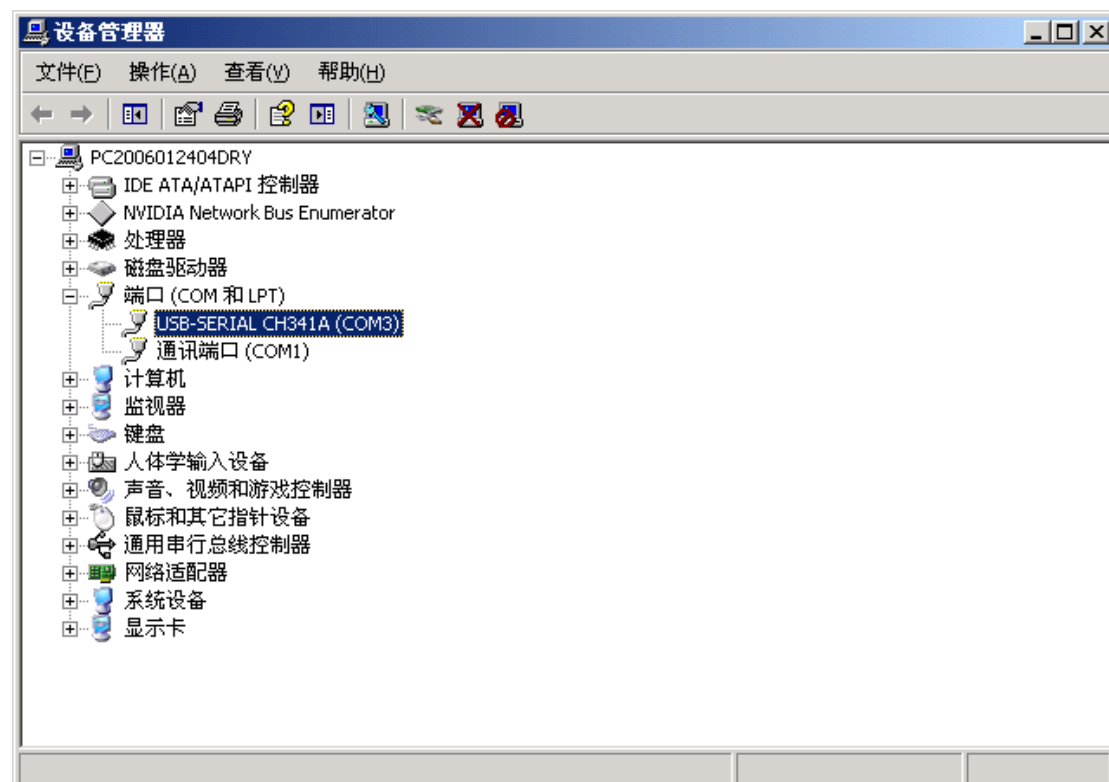 设备管理器
文件(F) 操作(A) 查看(V) 帮助(H)
PC2006012404DRY
IDE ATA/ATAPI 控制器
NVIDIA Network Bus Enumerator
处理器
磁盘驱动器
端口 (COM 和 LPT)
USB-SERIAL CH341A (COM3)
通讯端口 (COM1)
计算机
监视器
键盘
人体学输入设备
声音、视频和游戏控制器
鼠标和其它指针设备
通用串行总线控制器
网络适配器
系统设备
显示卡